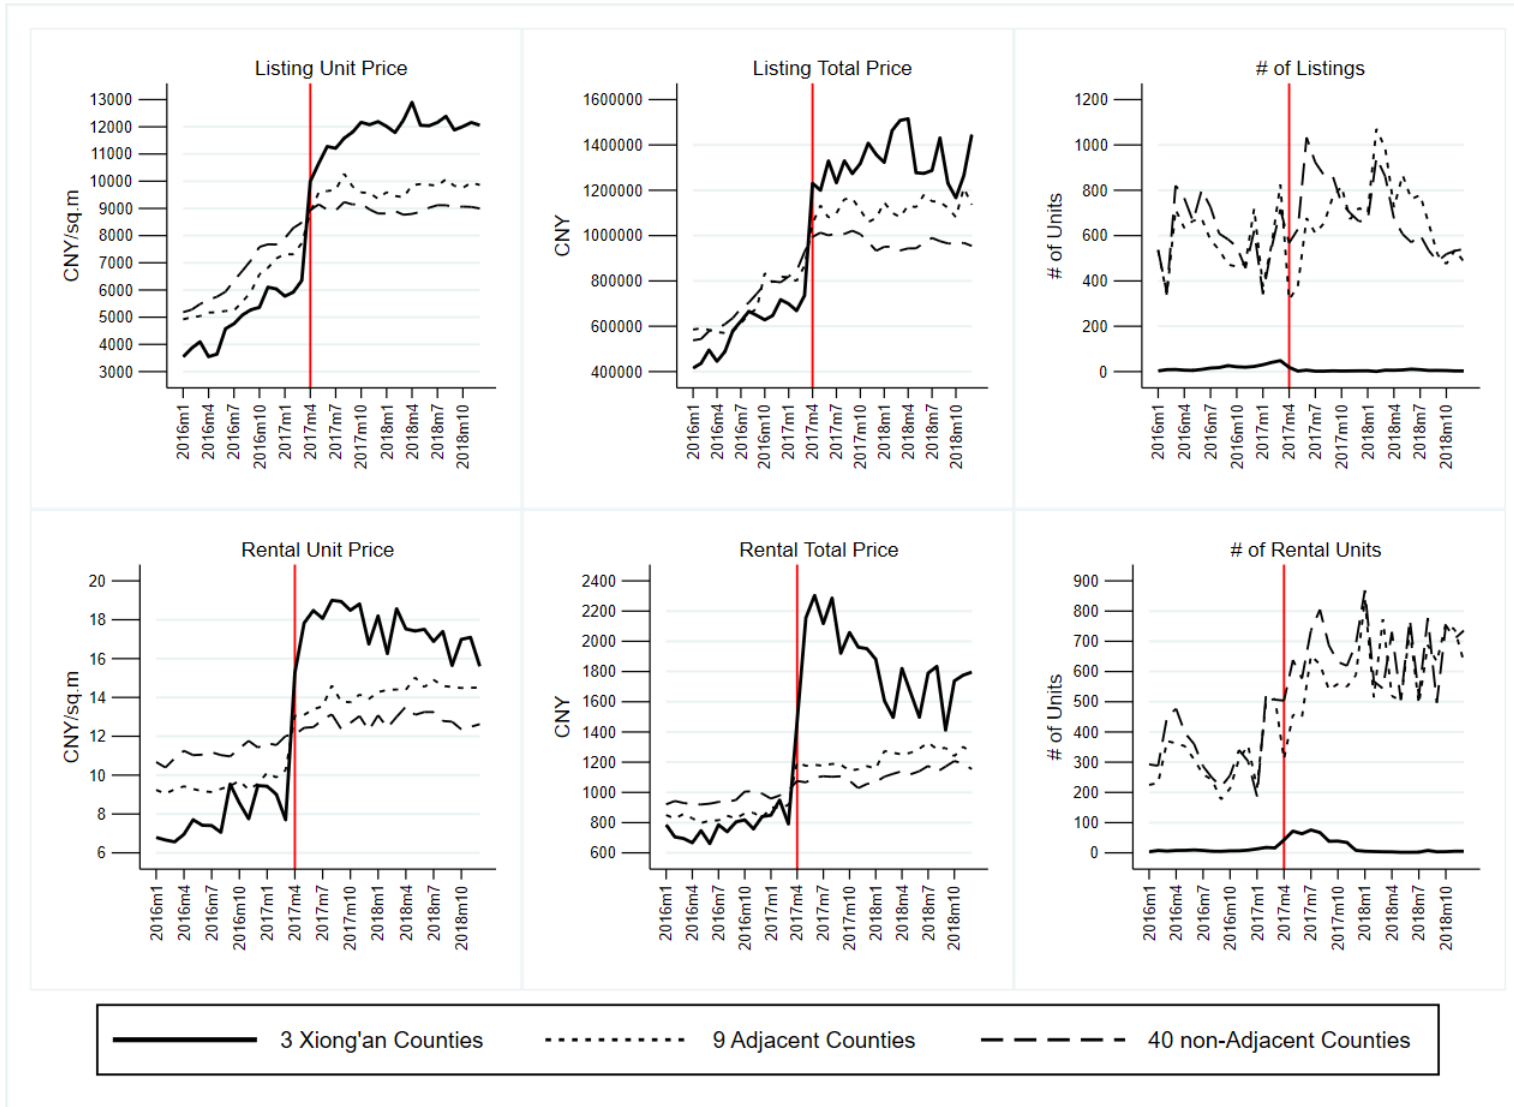 Listing Unit Price
CNY/sq.m
13000
12000
11000
10000
9000
8000
7000
6000
5000
4000
3000
2016m1
2016m4
2016m7
2016m10
2017m1
2017m4
2017m7
2017m10
2018m1
2018m4
2018m7
2018m10
Listing Total Price
CNY
1600000
1400000
1200000
1000000
800000
600000
400000
2016m1
2016m4
2016m7
2016m10
2017m1
2017m4
2017m7
2017m10
2018m1
2018m4
2018m7
2018m10
# of Listings
# of Units
1200
1000
800
600
400
200
0
2016m1
2016m4
2016m7
2016m10
2017m1
2017m4
2017m7
2017m10
2018m1
2018m4
2018m7
2018m10
Rental Unit Price
CNY/sq.m
20
18
16
14
12
10
8
6
2016m1
2016m4
2016m7
2016m10
2017m1
2017m4
2017m7
2017m10
2018m1
2018m4
2018m7
2018m10
Rental Total Price
CNY
2400
2200
2000
1800
1600
1400
1200
1000
800
600
2016m1
2016m4
2016m7
2016m10
2017m1
2017m4
2017m7
2017m10
2018m1
2018m4
2018m7
2018m10
# of Rental Units
# of Units
900
800
700
600
500
400
300
200
100
0
2016m1
2016m4
2016m7
2016m10
2017m1
2017m4
2017m7
2017m10
2018m1
2018m4
2018m7
2018m10
3 Xiong'an Counties
9 Adjacent Counties
40 non-Adjacent Counties